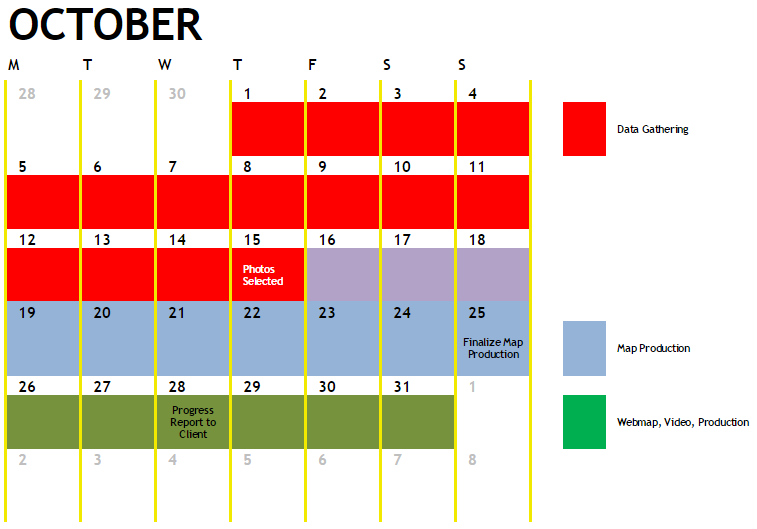 OCTOBER
M T W T F S S
28 29 30 1 2 3 4
Data Gathering
5 6 7 8 9 10 11
12 13 14 15 16 17 18
Photos
Selected
19 20 21 22 23 24 25
Finalize Map
Production
Map Production
26 27 28 29 30 31 1
Progress
Report to
Client
Webmap, Video, Production
2 3 4 5 6 7 8